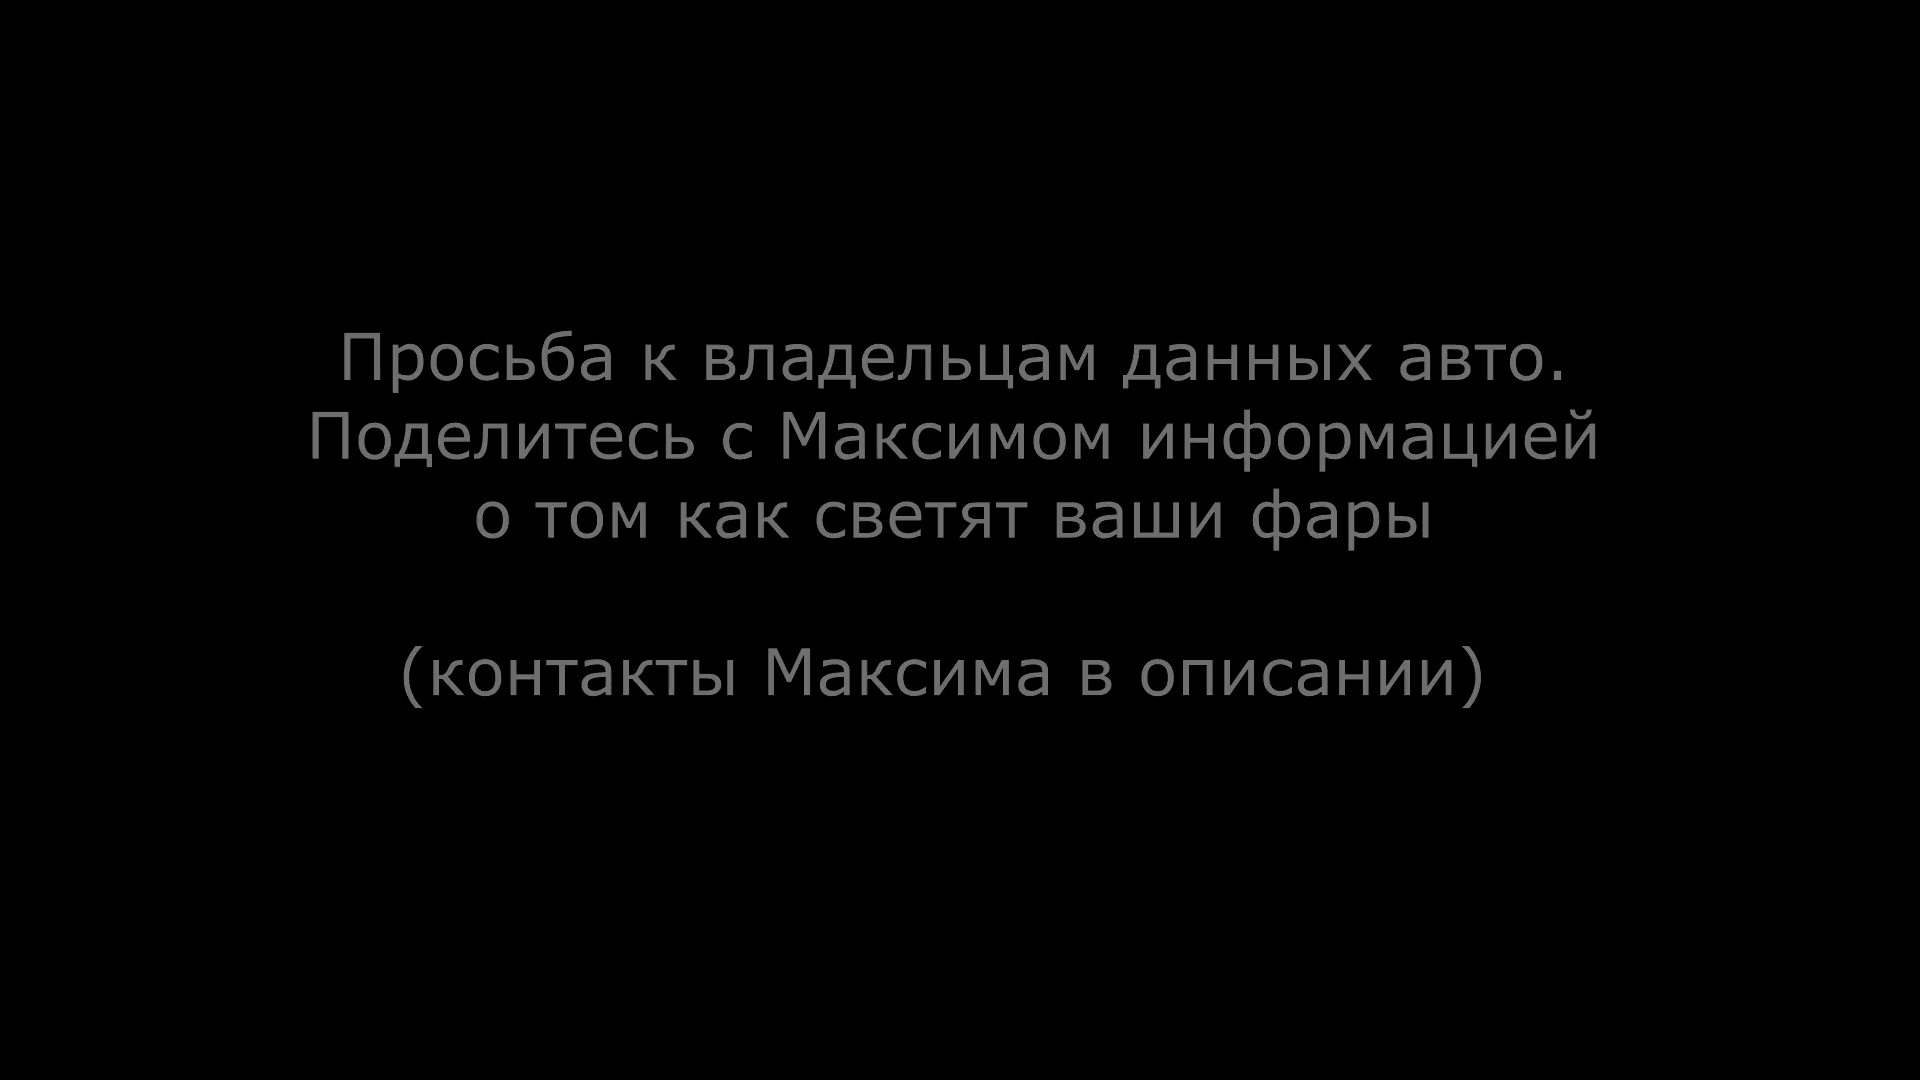 Просьба к владельцам данных авто.
Поделитесь с Максимом информацией
о том как светят ваши фары
(контакты Максима в описании)